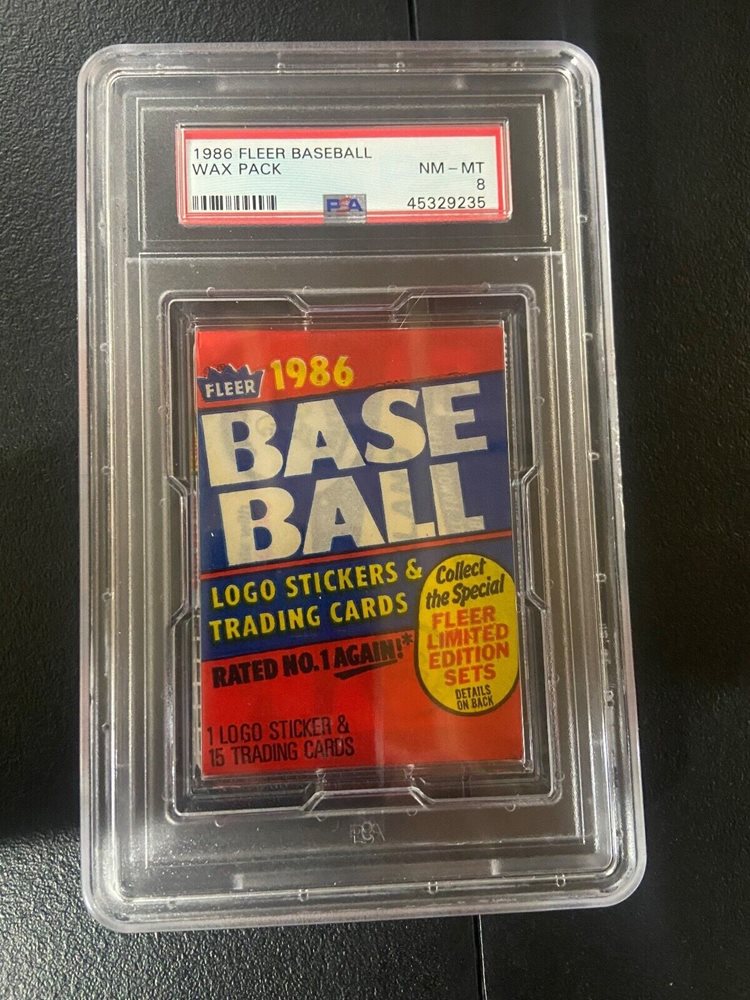 1986 FLEER BASEBALL
WAX PACK
NM - MT
8
PSA
45329235
FLEER
1986
BASE
BALL
LOGO STICKERS &
TRADING CARDS
RATED NO.1 AGAIN!*
Collect
the Special
FLEER
LIMITED
EDITION
SETS
DETAILS
ON BACK
1 LOGO STICKER &
15 TRADING CARDS
PSA